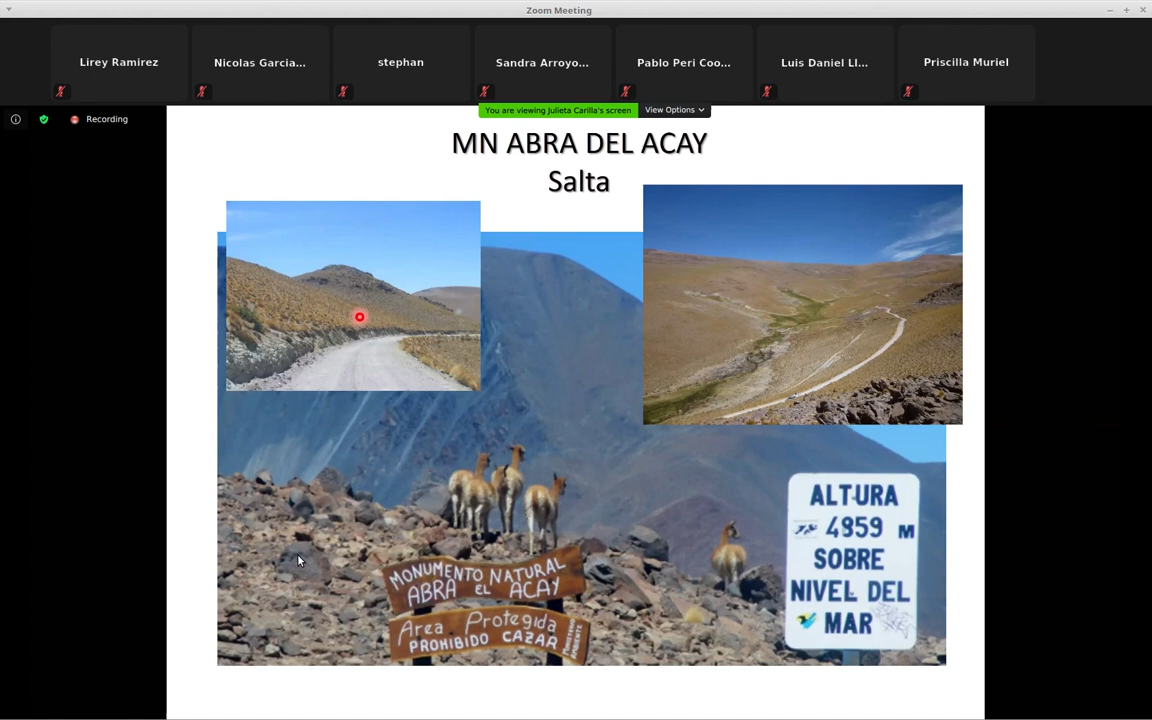 Zoom Meeting
Lirey Ramirez
Nicolas Garcia...
stephan
Sandra Arroyo...
Pablo Peri Coo...
Luis Daniel Ll...
Priscilla Muriel
You are viewing Julieta Carilla's screen
View Options
Recording
MN ABRA DEL ACAY
Salta
MONUMENTO NATURAL
ABRA EL ACAY
Area Protegida
PROHIBIDO CAZAR
MINISTERIO
AMBIENTE
ALTURA
4959 M
SOBRE
NIVEL DEL
MAR